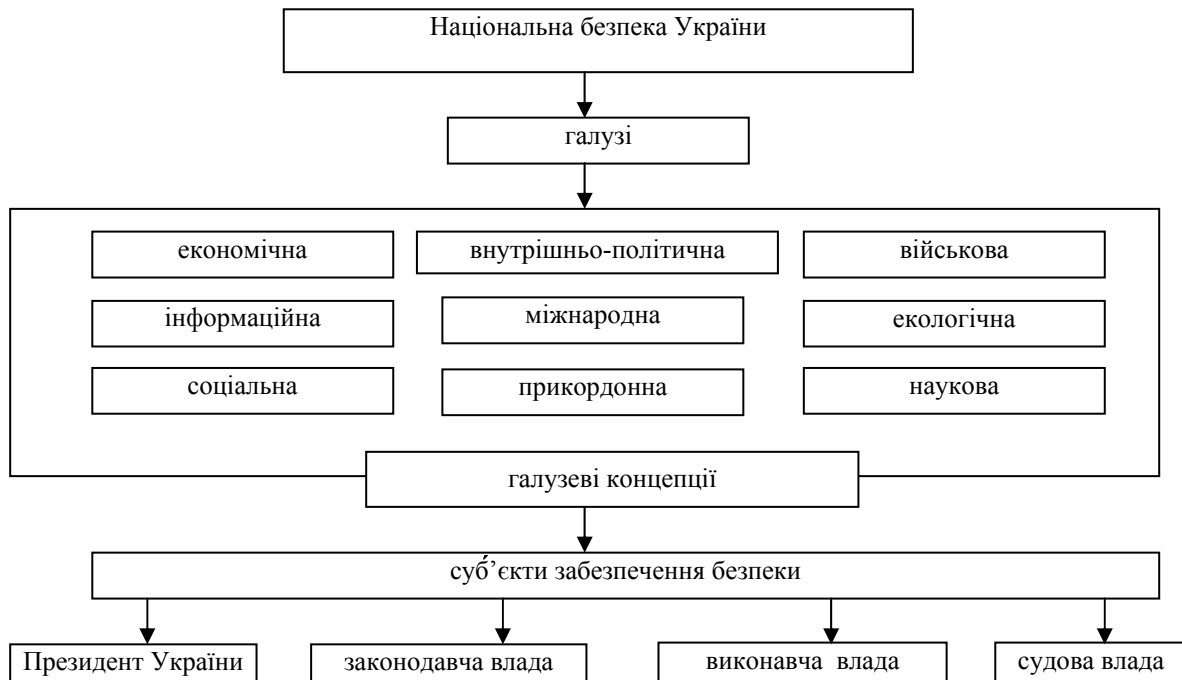 Національна безпека України
галузі
економічна
внутрішньо-політична
військова
інформаційна
міжнародна
екологічна
соціальна
прикордонна
наукова
галузеві концепції
суб́’єкти забезпечення безпеки
Президент України
законодавча влада
виконавча влада
судова влада